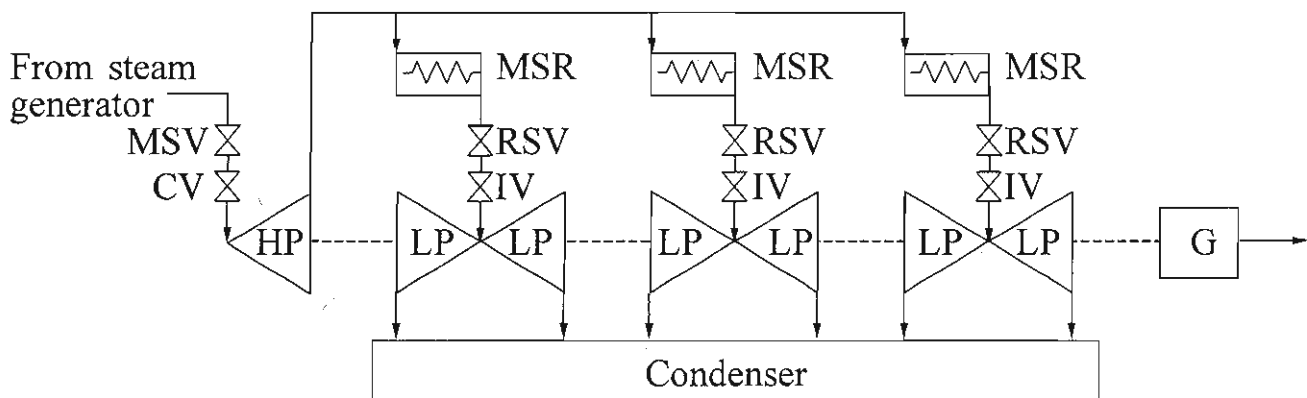 From steam
generator
MSR
MSR
MSR
MSV
RSV
RSV
RSV
CV
IV
IV
IV
HP
LP
LP
LP
LP
LP
LP
G
Condenser